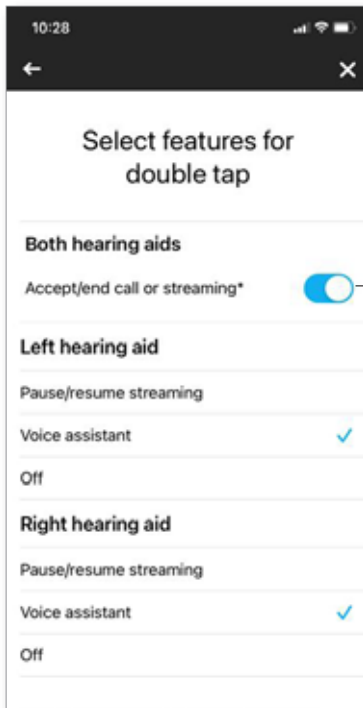 10:28
Select features for
double tap
Both hearing aids
Accept/end call or streaming*
Left hearing aid
Pause/resume streaming
Voice assistant
Off
Right hearing aid
Pause/resume streaming
Voice assistant
Off